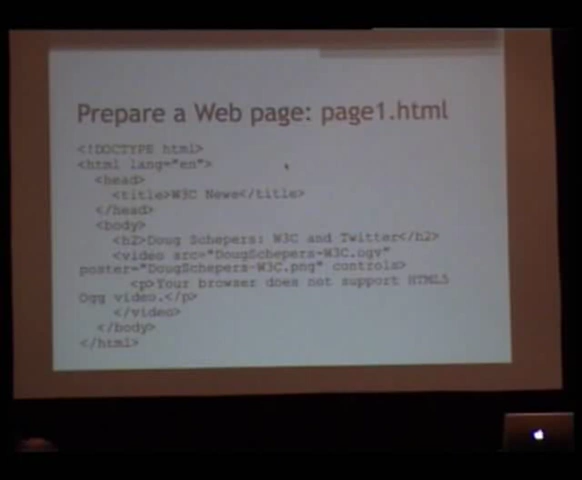 Prepare a Web page: page1.html
<!DOCTYPE html>
<html lang="en">
<head>
<title>W3C News</title>
</head>
<body>
<h2>Doug Schepers: W3C and Twitter</h2>
<video src="DougSchepers-W3C.ogv"
poster="DougSchepers-W3C.png" controls>
<p>Your browser does not support HTML5
Ogg video.</p>
</video>
</body>
</html>